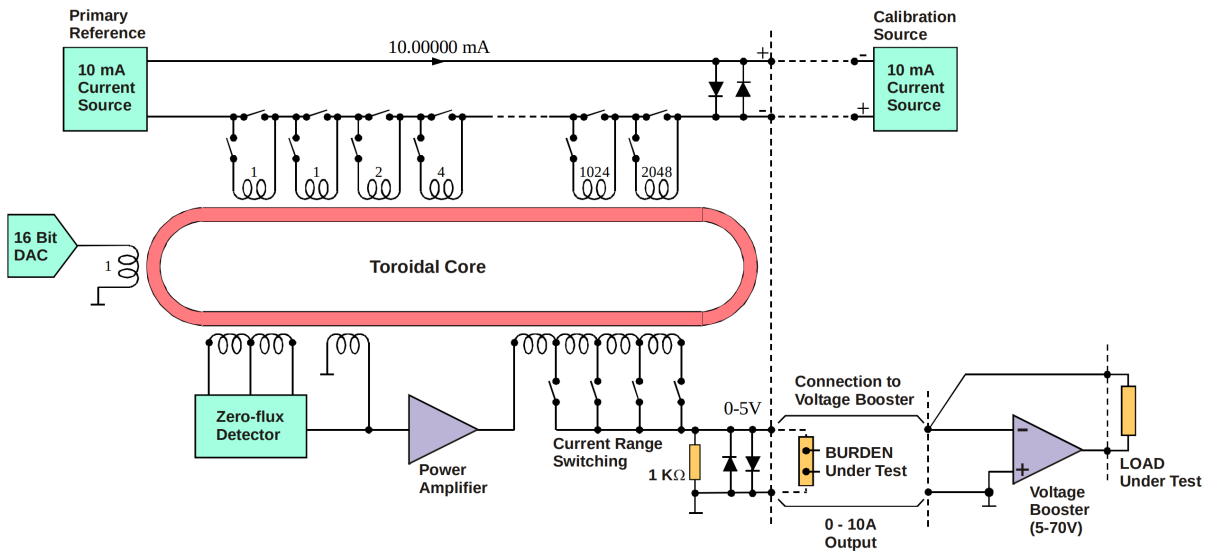 Primary
Reference
Calibration
Source
10.00000 mA
+
-
-
+
10 mA
Current
Source
10 mA
Current
Source
1
1
2
4
1024
2048
16 Bit
DAC
1
Toroidal Core
Zero-flux
Detector
Power
Amplifier
Current Range
Switching
0-5V
1 KΩ
Connection to
Voltage Booster
BURDEN
Under Test
0 - 10A
Output
-
+
Voltage
Booster
(5-70V)
LOAD
Under Test